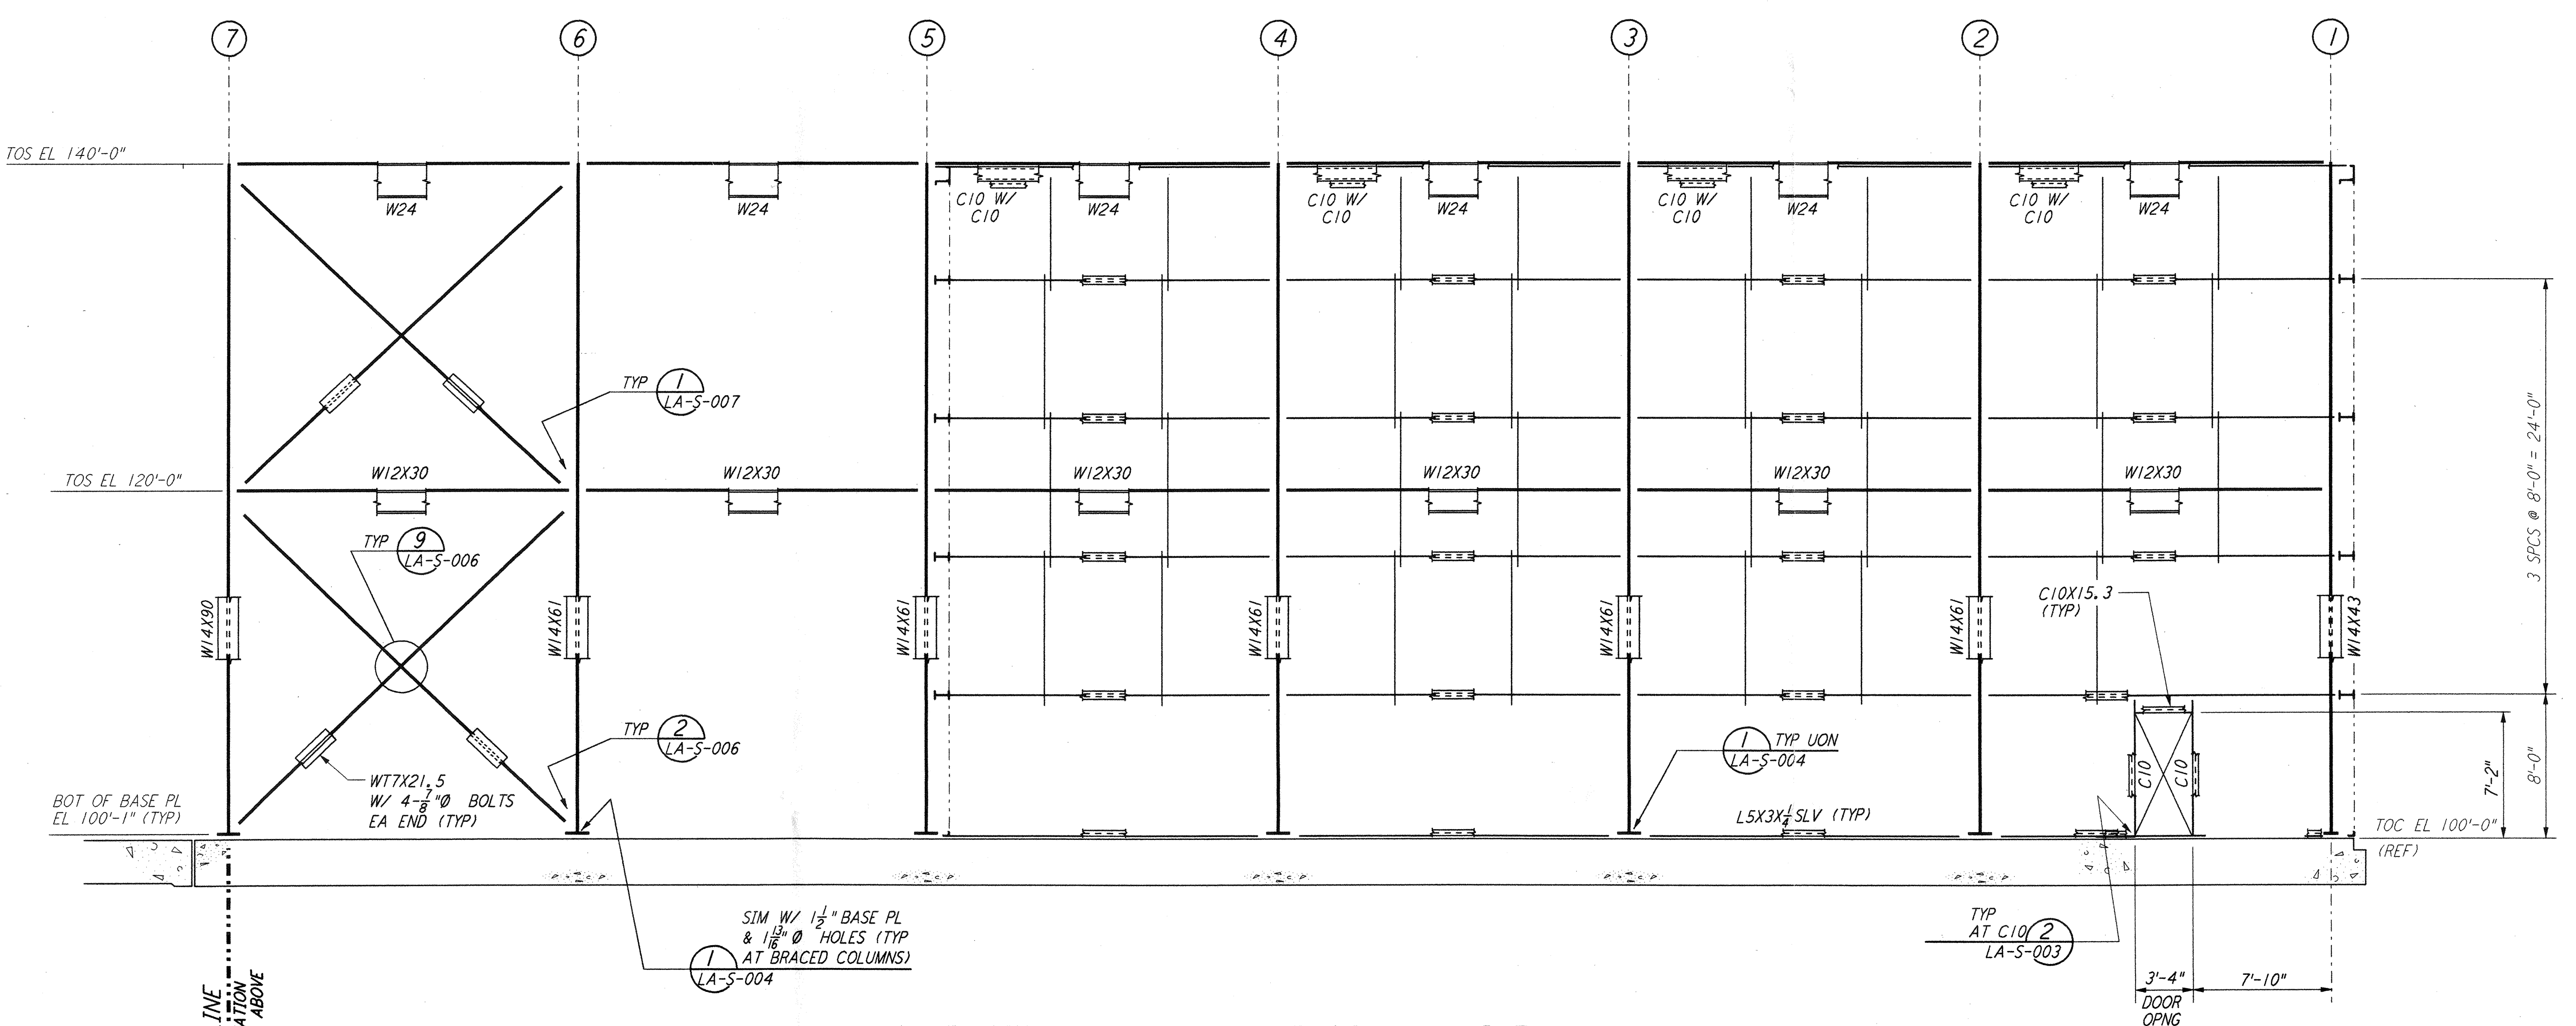 7
6
5
4
3
2
1
TOS EL 140'-0"
W24
W24
C10 W/
C10
W24
C10 W/
C10
W24
C10 W/
C10
W24
C10 W/
C10
W24
TYP 1
LA-S-007
3 SPCS @ 8'-0" = 24'-0"
TOS EL 120'-0"
W12X30
W12X30
W12X30
W12X30
W12X30
W12X30
TYP 9
LA-S-006
W14X90
W14X61
W14X61
W14X61
W14X61
W14X61
W14X43
C10X15.3
(TYP)
TYP 2
LA-S-006
1 TYP UON
LA-S-004
WT7X21.5
W/ 4-7/8"Ø BOLTS
EA END (TYP)
BOT OF BASE PL
EL 100'-1" (TYP)
L5X3X1/4 SLV (TYP)
C10
C10
7'-2"
8'-0"
TOC EL 100'-0"
(REF)
SIM W/ 1 1/2" BASE PL
& 1 13/16" Ø HOLES (TYP
AT BRACED COLUMNS)
1
LA-S-004
TYP
AT C10 2
LA-S-003
3'-4"
DOOR
OPNG
7'-10"
INE
ATION
ABOVE